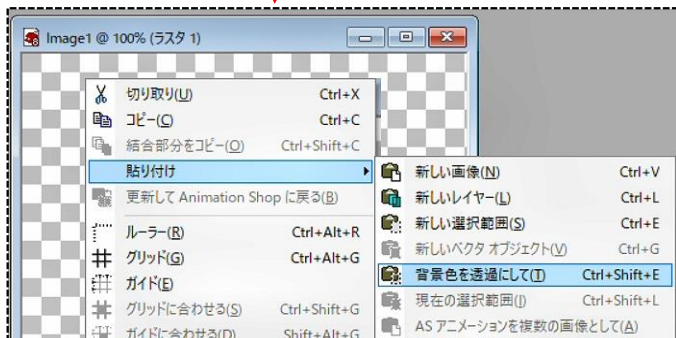 Image1 @ 100% (ラスタ 1)
切り取り(U) Ctrl+X
コピー(C) Ctrl+C
結合部分をコピー(O) Ctrl+Shift+C
貼り付け
更新して Animation Shop に戻る(B)
ルーラー(R) Ctrl+Alt+R
グリッド(G) Ctrl+Alt+G
ガイド(E)
グリッドに合わせる(S) Ctrl+Shift+G
ガイドに合わせる(D) Shift+Alt+G
新しい画像(N) Ctrl+V
新しいレイヤー(L) Ctrl+L
新しい選択範囲(S) Ctrl+E
新しいベクタ オブジェクト(V) Ctrl+G
背景色を透過にして(T) Ctrl+Shift+E
現在の選択範囲(I) Ctrl+Shift+L
AS アニメーションを複数の画像として(A)